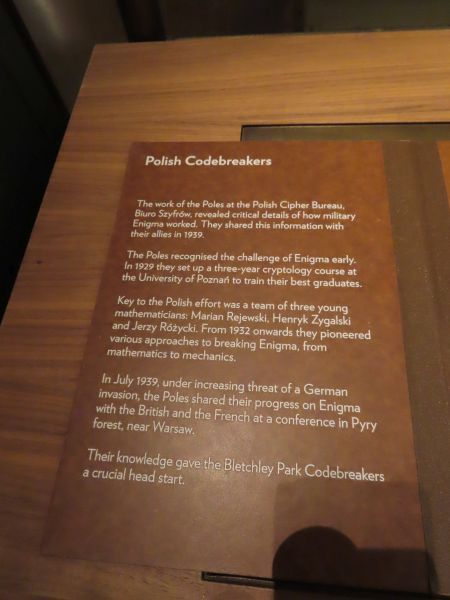 Polish Codebreakers
The work of the Poles at the Polish Cipher Bureau,
Biuro Szyfrów, revealed critical details of how military
Enigma worked. They shared this information with
their allies in 1939.
The Poles recognised the challenge of Enigma early.
In 1929 they set up a three-year cryptology course at
the University of Poznań to train their best graduates.
Key to the Polish effort was a team of three young
mathematicians: Marian Rejewski, Henryk Zygalski
and Jerzy Różycki. From 1932 onwards they pioneered
various approaches to breaking Enigma, from
mathematics to mechanics.
In July 1939, under increasing threat of a German
invasion, the Poles shared their progress on Enigma
with the British and the French at a conference in Pyry
forest, near Warsaw.
Their knowledge gave the Bletchley Park Codebreakers
a crucial head start.